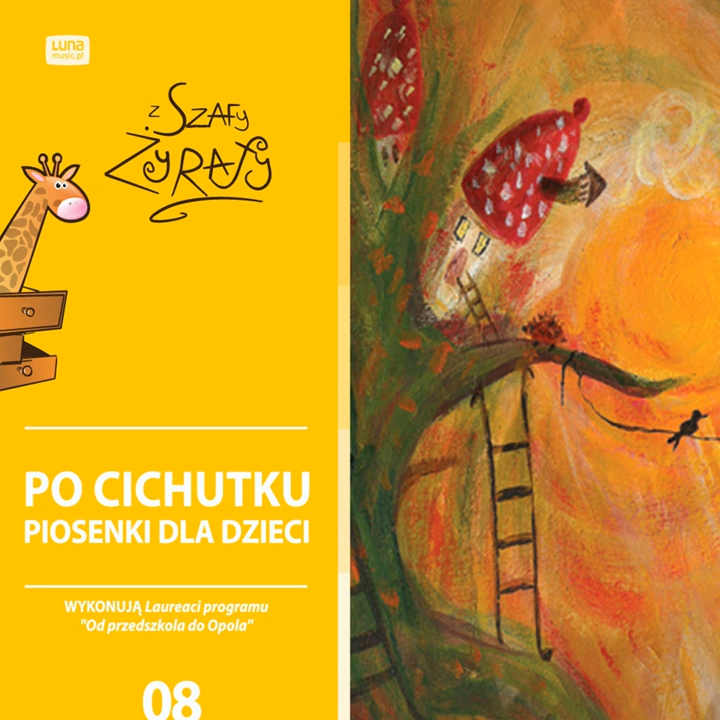 LUNA
music.pl
z SZAFy
ŻyRAFy
PO CICHUTKU
PIOSENKI DLA DZIECI
WYKONUJĄ Laureaci programu
"Od przedszkola do Opola"
08